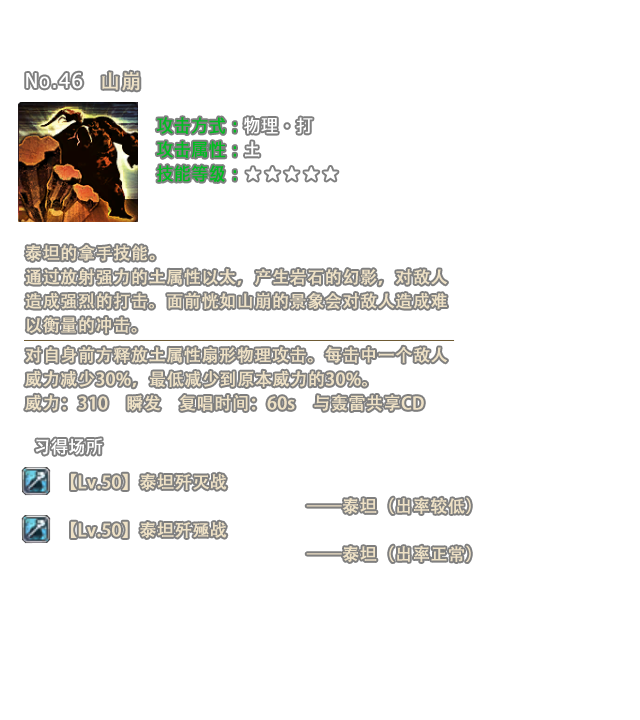 No.46 山崩
攻击方式：物理・打
攻击属性：土
技能等级：☆☆☆☆☆
泰坦的拿手技能。
通过放射强力的土属性以太，产生岩石的幻影，对敌人
造成强烈的打击。面前恍如山崩的景象会对敌人造成难
以衡量的冲击。
对自身前方释放土属性扇形物理攻击。每击中一个敌人
威力减少30%，最低减少到原本威力的30%。
威力：310 瞬发 复唱时间：60s 与轰雷共享CD
习得场所
【Lv.50】泰坦歼灭战
——泰坦（出率较低）
【Lv.50】泰坦歼殛战
——泰坦（出率正常）